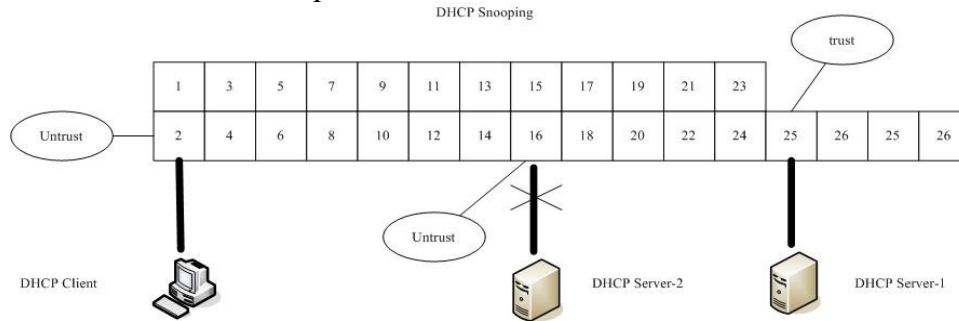 DHCP Snooping
trust
1 3 5 7 9 11 13 15 17 19 21 23
Untrust
2 4 6 8 10 12 14 16 18 20 22 24 25 26 25 26
Untrust
DHCP Client
DHCP Server-2
DHCP Server-1